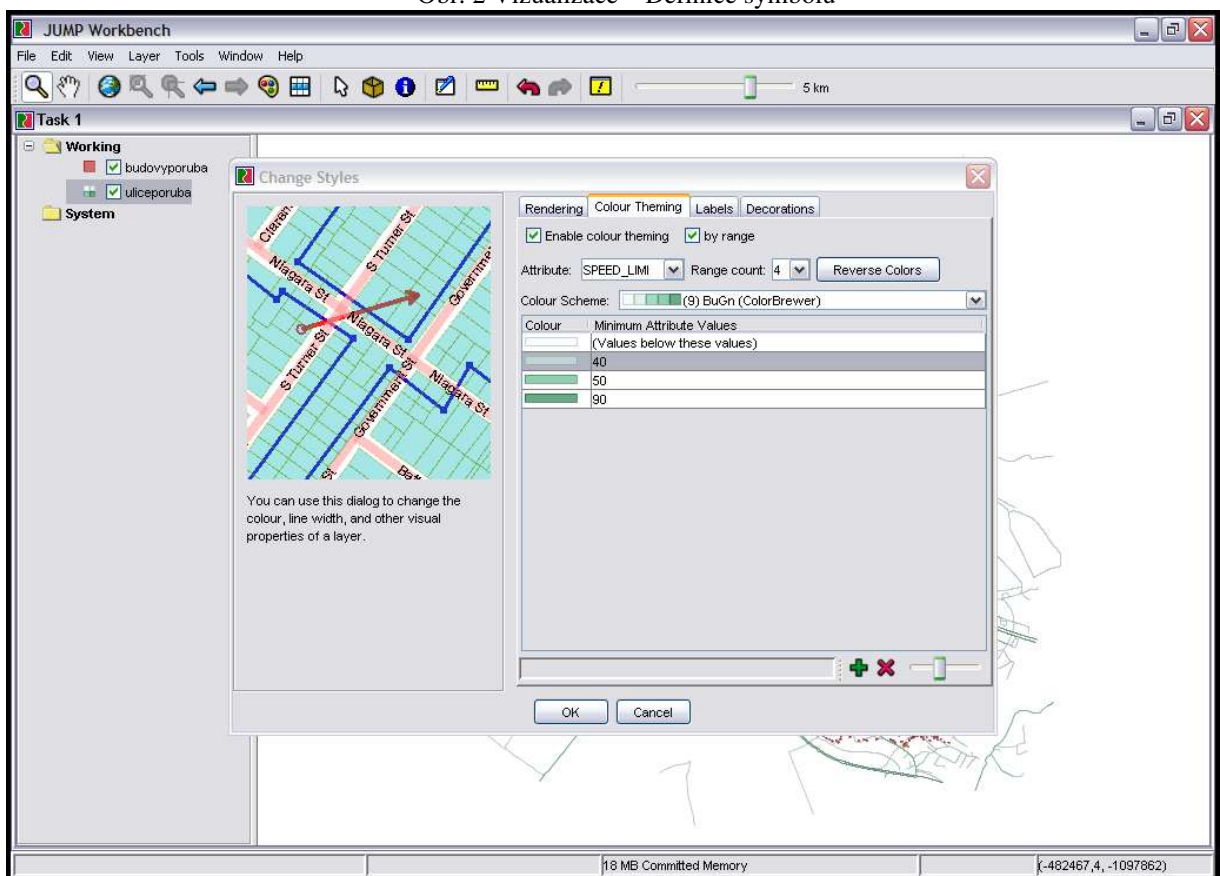 Obr. 2 Vizualizace – Definice symbolů
JUMP Workbench
File Edit View Layer Tools Window Help
5 km
Task 1
Working
budovyporuba
uliceporuba
System
Change Styles
Niagara St
S Turner St
Niagara St
S Turner St
Government St
Niagara St
You can use this dialog to change the
colour, line width, and other visual
properties of a layer.
Rendering Colour Theming Labels Decorations
Enable colour theming by range
Attribute: SPEED_LIMI Range count: 4 Reverse Colors
Colour Scheme: (9) BuGn (ColorBrewer)
Colour Minimum Attribute Values
(Values below these values)
40
50
90
OK Cancel
18 MB Committed Memory (-482467,4, -1097862)